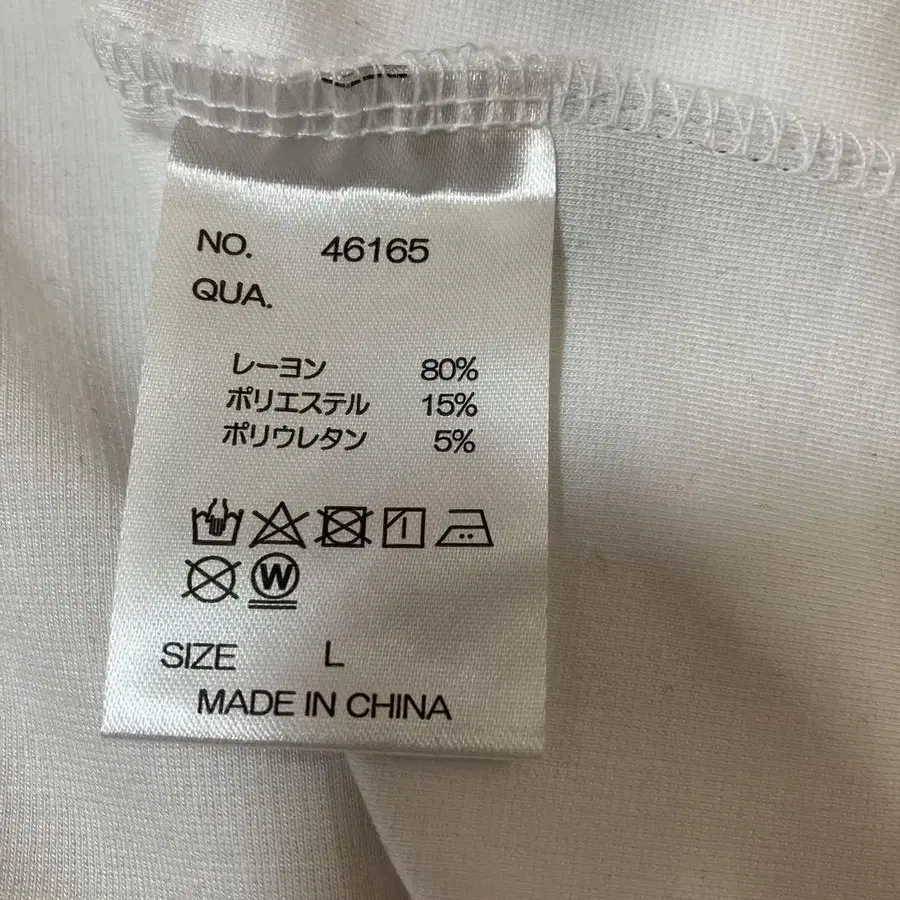 NO. 46165
QUA.
レーヨン 80%
ポリエステル 15%
ポリウレタン 5%
W
SIZE L
MADE IN CHINA